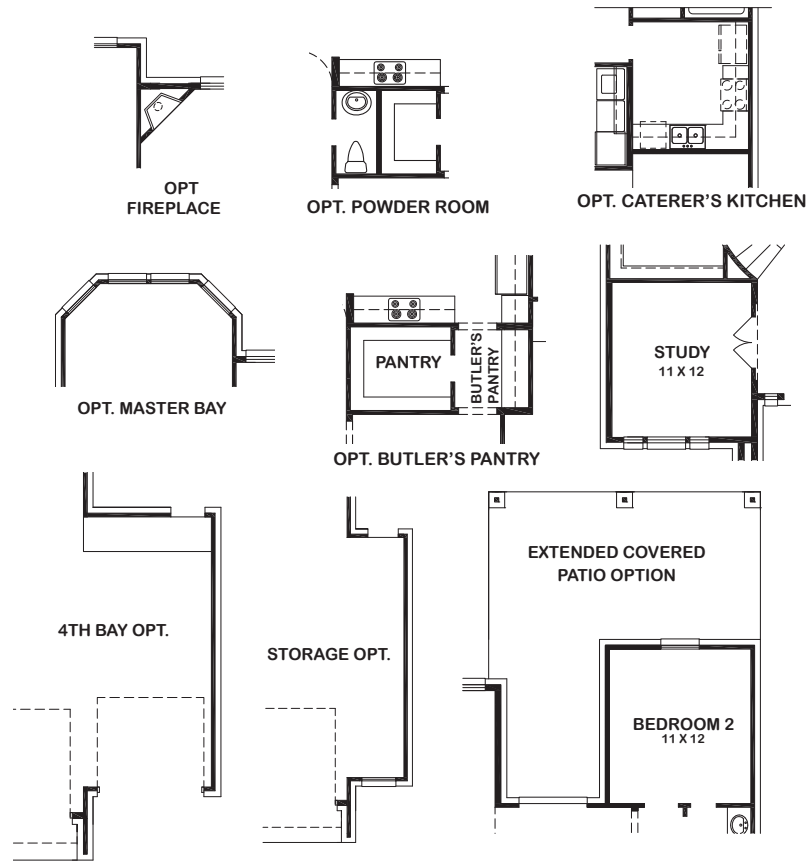 OPT
FIREPLACE
OPT. POWDER ROOM
OPT. CATERER'S KITCHEN
OPT. MASTER BAY
PANTRY
BUTLER'S
PANTRY
OPT. BUTLER'S PANTRY
STUDY
11 X 12
4TH BAY OPT.
STORAGE OPT.
EXTENDED COVERED
PATIO OPTION
BEDROOM 2
11 X 12